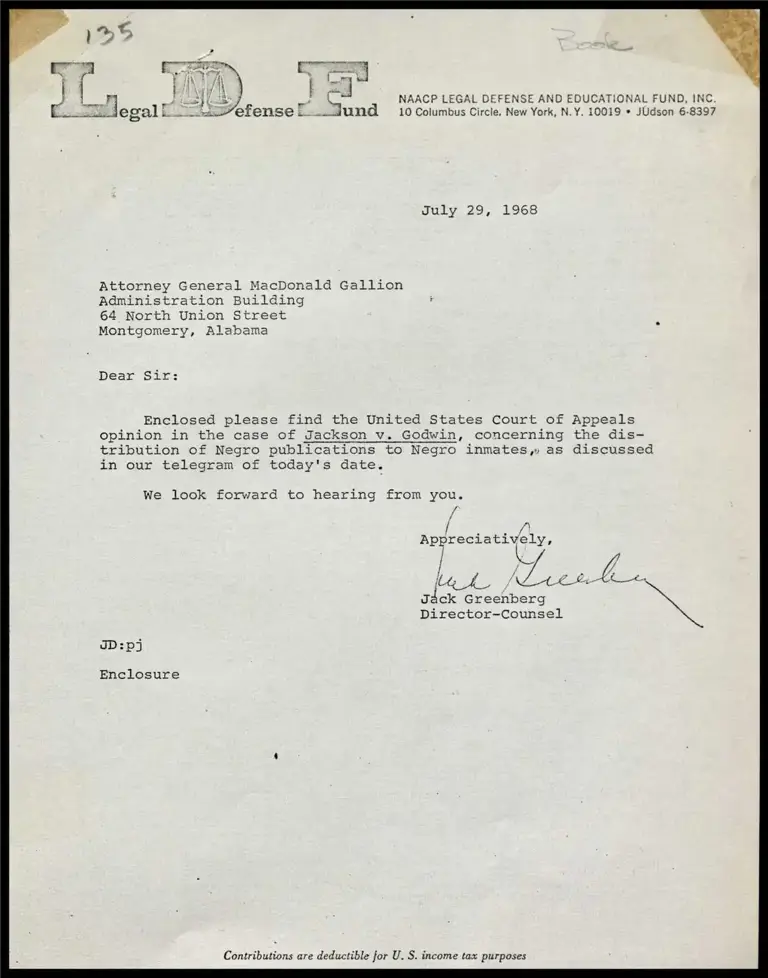 135
Book
Legal Defense Fund
NAACP LEGAL DEFENSE AND EDUCATIONAL FUND, INC.
10 Columbus Circle, New York, N.Y. 10019 • JUdson 6-8397
July 29, 1968
Attorney General MacDonald Gallion
Administration Building
64 North Union Street
Montgomery, Alabama
Dear Sir:
Enclosed please find the United States Court of Appeals
opinion in the case of Jackson v. Godwin, concerning the dis-
tribution of Negro publications to Negro inmates, as discussed
in our telegram of today's date.
We look forward to hearing from you.
Appreciatively,
Jack Greenberg
Jack Greenberg
Director-Counsel
JD:pj
Enclosure
Contributions are deductible for U. S. income tax purposes